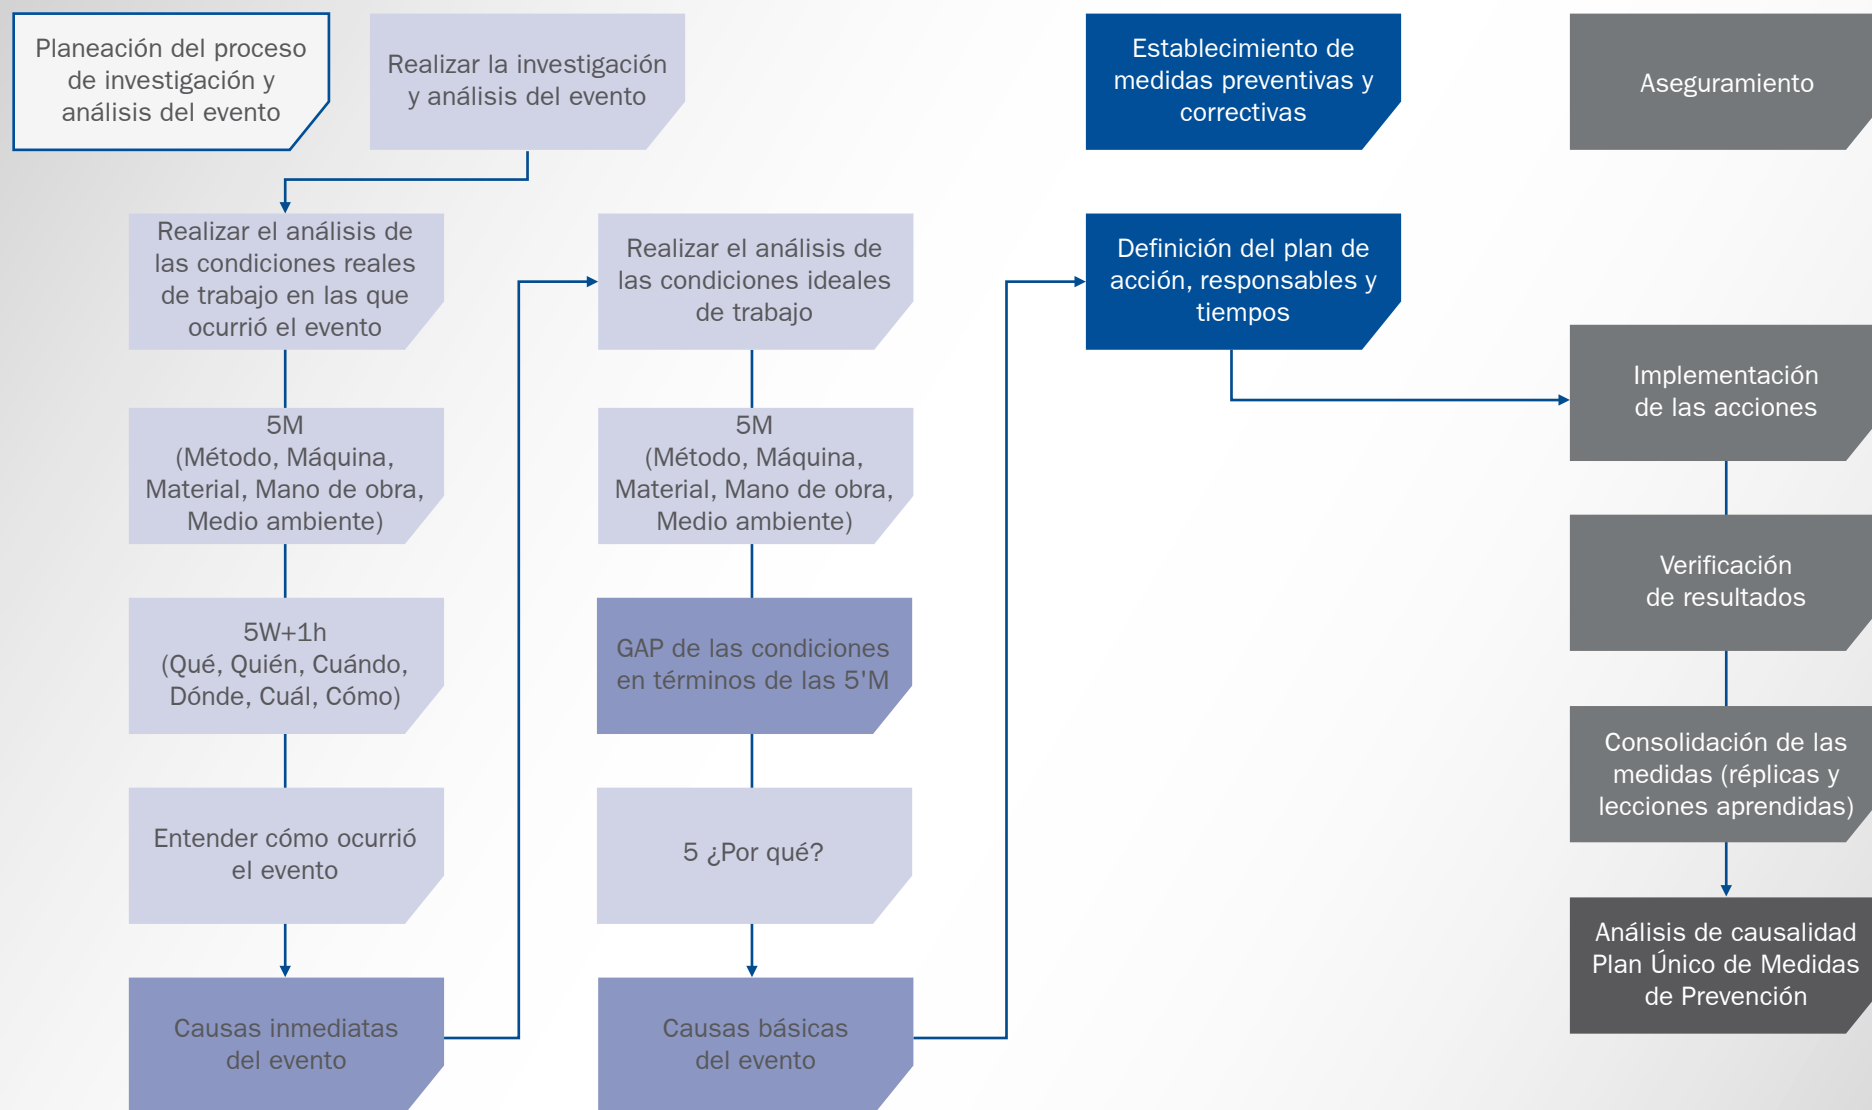 Planeación del proceso
de investigación y
análisis del evento
Realizar la investigación
y análisis del evento
Establecimiento de
medidas preventivas y
correctivas
Aseguramiento
Realizar el análisis de
las condiciones reales
de trabajo en las que
ocurrió el evento
5M
(Método, Máquina,
Material, Mano de obra,
Medio ambiente)
5W+1h
(Qué, Quién, Cuándo,
Dónde, Cuál, Cómo)
Entender cómo ocurrió
el evento
Causas inmediatas
del evento
Realizar el análisis de
las condiciones ideales
de trabajo
5M
(Método, Máquina,
Material, Mano de obra,
Medio ambiente)
GAP de las condiciones
en términos de las 5'M
5 ¿Por qué?
Causas básicas
del evento
Definición del plan de
acción, responsables y
tiempos
Implementación
de las acciones
Verificación
de resultados
Consolidación de las
medidas (réplicas y
lecciones aprendidas)
Análisis de causalidad
Plan Único de Medidas
de Prevención